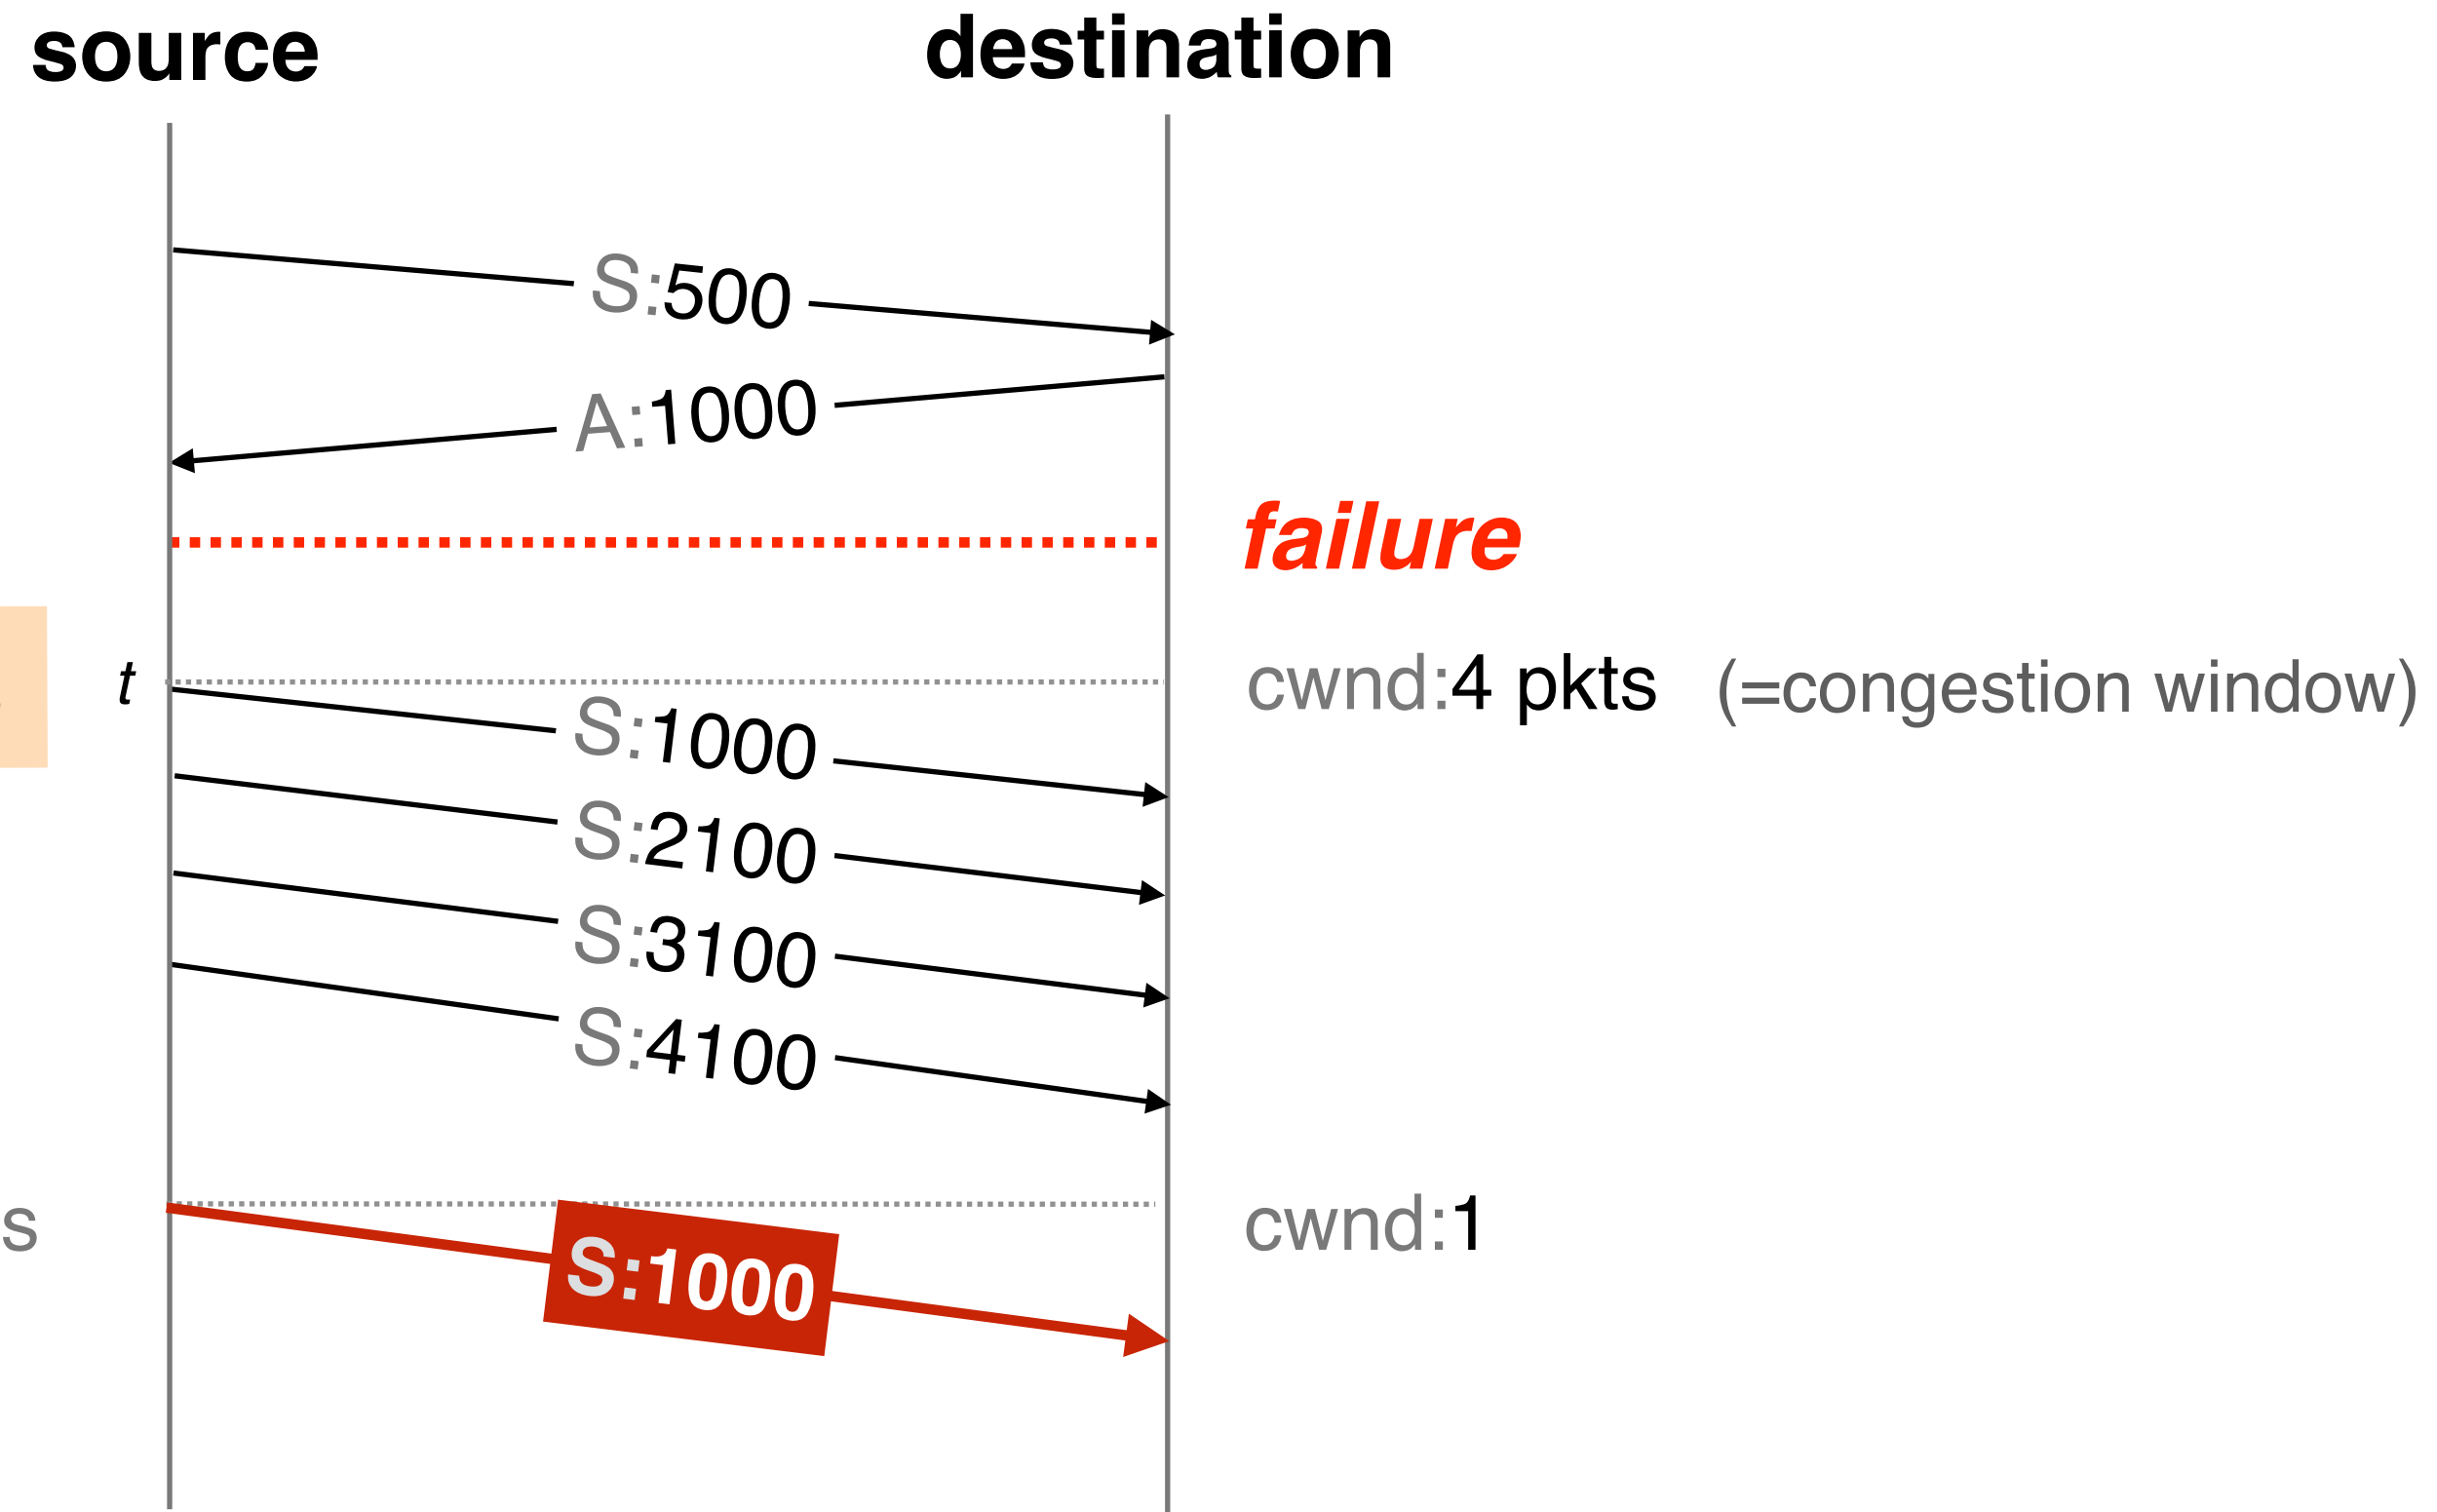 source
destination
S:500
A:1000
failure
t
cwnd:4 pkts (=congestion window)
S:1000
S:2100
S:3100
S:4100
s
cwnd:1
S:1000